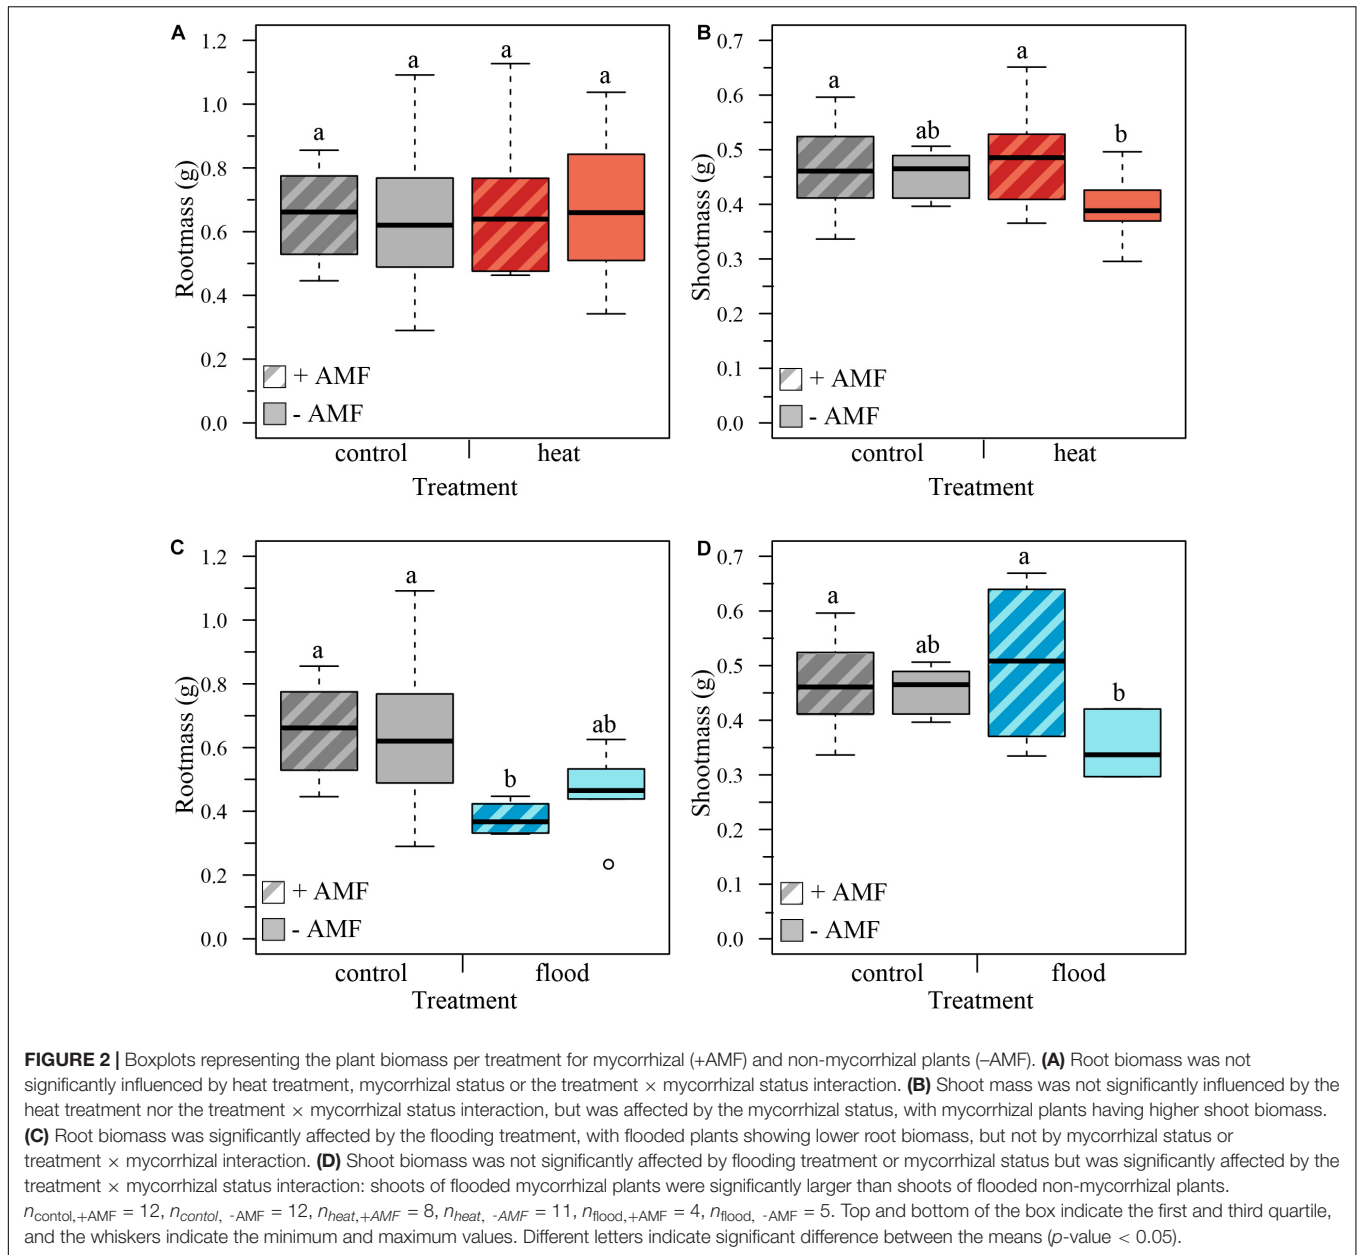 A
1.2
1.0
0.8
0.6
0.4
0.2
0.0
Rootmass (g)
a
a
a
a
+ AMF
- AMF
control
heat
Treatment
B
0.7
0.6
0.5
0.4
0.3
0.2
0.1
0.0
Shootmass (g)
a
ab
a
b
+ AMF
- AMF
control
heat
Treatment
C
1.2
1.0
0.8
0.6
0.4
0.2
0.0
Rootmass (g)
a
a
b
ab
+ AMF
- AMF
control
flood
Treatment
D
0.7
0.6
0.5
0.4
0.3
0.2
0.1
0.0
Shootmass (g)
a
ab
a
b
+ AMF
- AMF
control
flood
Treatment
FIGURE 2 | Boxplots representing the plant biomass per treatment for mycorrhizal (+AMF) and non-mycorrhizal plants (–AMF). (A) Root biomass was not
significantly influenced by heat treatment, mycorrhizal status or the treatment × mycorrhizal status interaction. (B) Shoot mass was not significantly influenced by the
heat treatment nor the treatment × mycorrhizal status interaction, but was affected by the mycorrhizal status, with mycorrhizal plants having higher shoot biomass.
(C) Root biomass was significantly affected by the flooding treatment, with flooded plants showing lower root biomass, but not by mycorrhizal status or
treatment × mycorrhizal interaction. (D) Shoot biomass was not significantly affected by flooding treatment or mycorrhizal status but was significantly affected by the
treatment × mycorrhizal status interaction: shoots of flooded mycorrhizal plants were significantly larger than shoots of flooded non-mycorrhizal plants.
ncontol,+AMF = 12, ncontol, -AMF = 12, nheat,+AMF = 8, nheat, -AMF = 11, nflood,+AMF = 4, nflood, -AMF = 5. Top and bottom of the box indicate the first and third quartile,
and the whiskers indicate the minimum and maximum values. Different letters indicate significant difference between the means (p-value < 0.05).